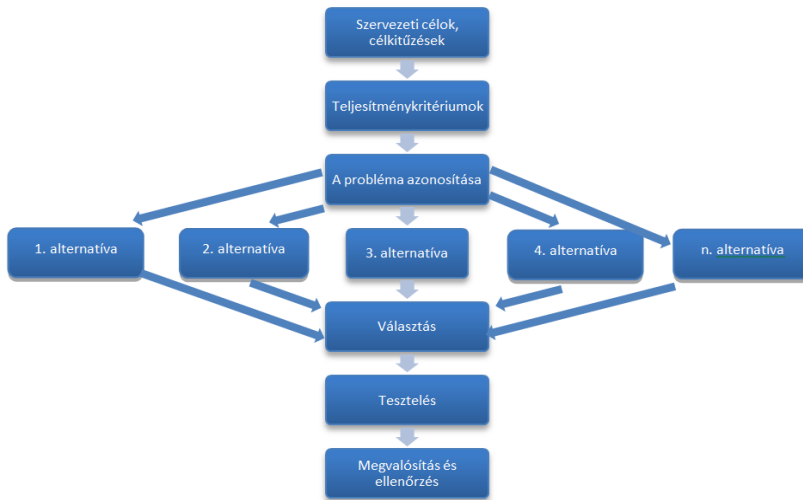 Szervezeti célok,
célkitűzések
Teljesítménykritériumok
A probléma azonosítása
1. alternatíva
2. alternatíva
3. alternatíva
4. alternatíva
n. alternatíva
Választás
Tesztelés
Megvalósítás és
ellenőrzés